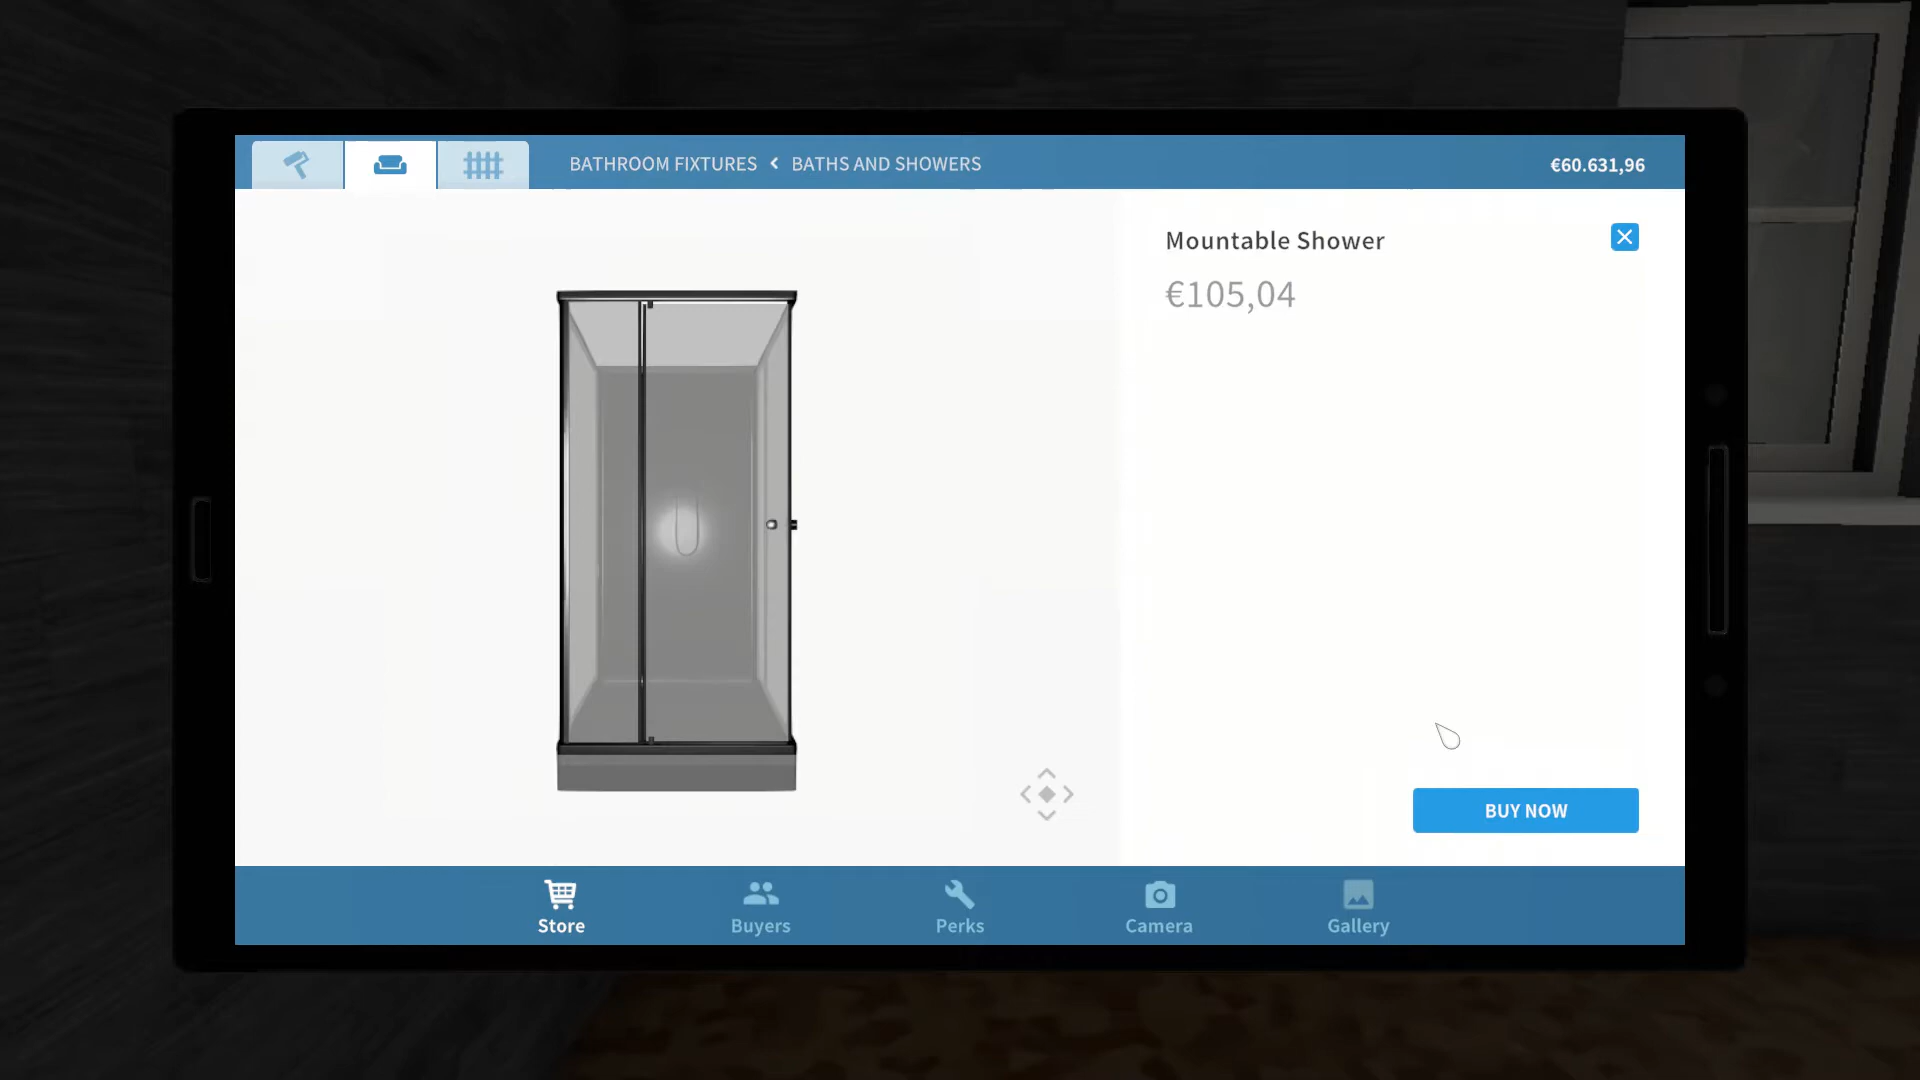 BATHROOM FIXTURES < BATHS AND SHOWERS
€60.631,96
Mountable Shower
€105,04
BUY NOW
Store
Buyers
Perks
Camera
Gallery